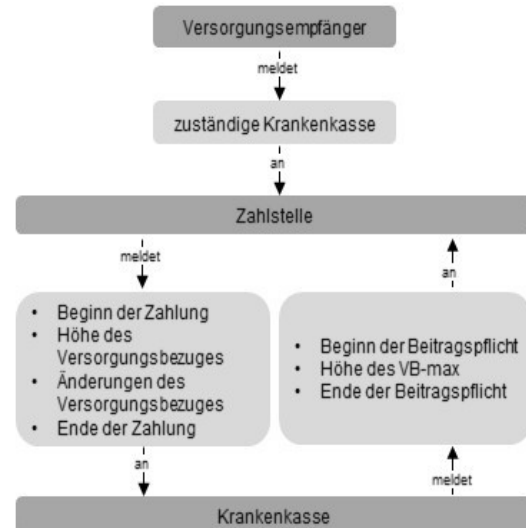 Versorgungsempfänger
meldet
zuständige Krankenkasse
an
Zahlstelle
meldet
• Beginn der Zahlung
• Höhe des
Versorgungsbezuges
• Änderungen des
Versorgungsbezuges
• Ende der Zahlung
an
an
• Beginn der Beitragspflicht
• Höhe des VB-max
• Ende der Beitragspflicht
meldet
Krankenkasse